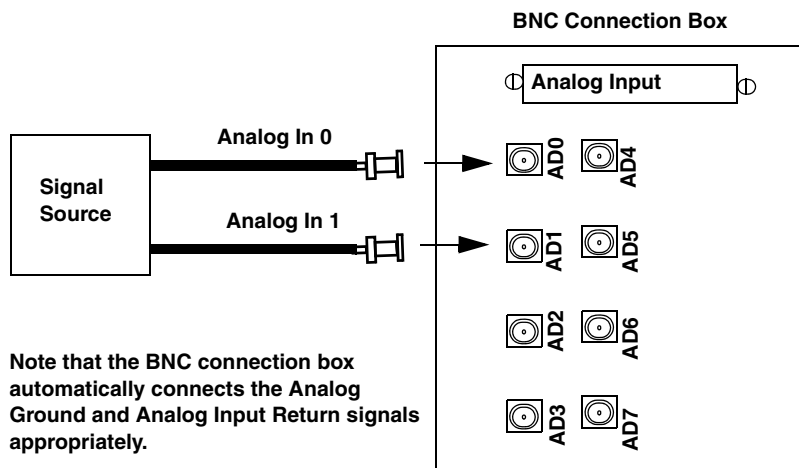 BNC Connection Box
Analog Input
Analog In 0
AD0
AD4
Signal
Source
Analog In 1
AD1
AD5
AD2
AD6
Note that the BNC connection box
automatically connects the Analog
Ground and Analog Input Return signals
appropriately.
AD3
AD7